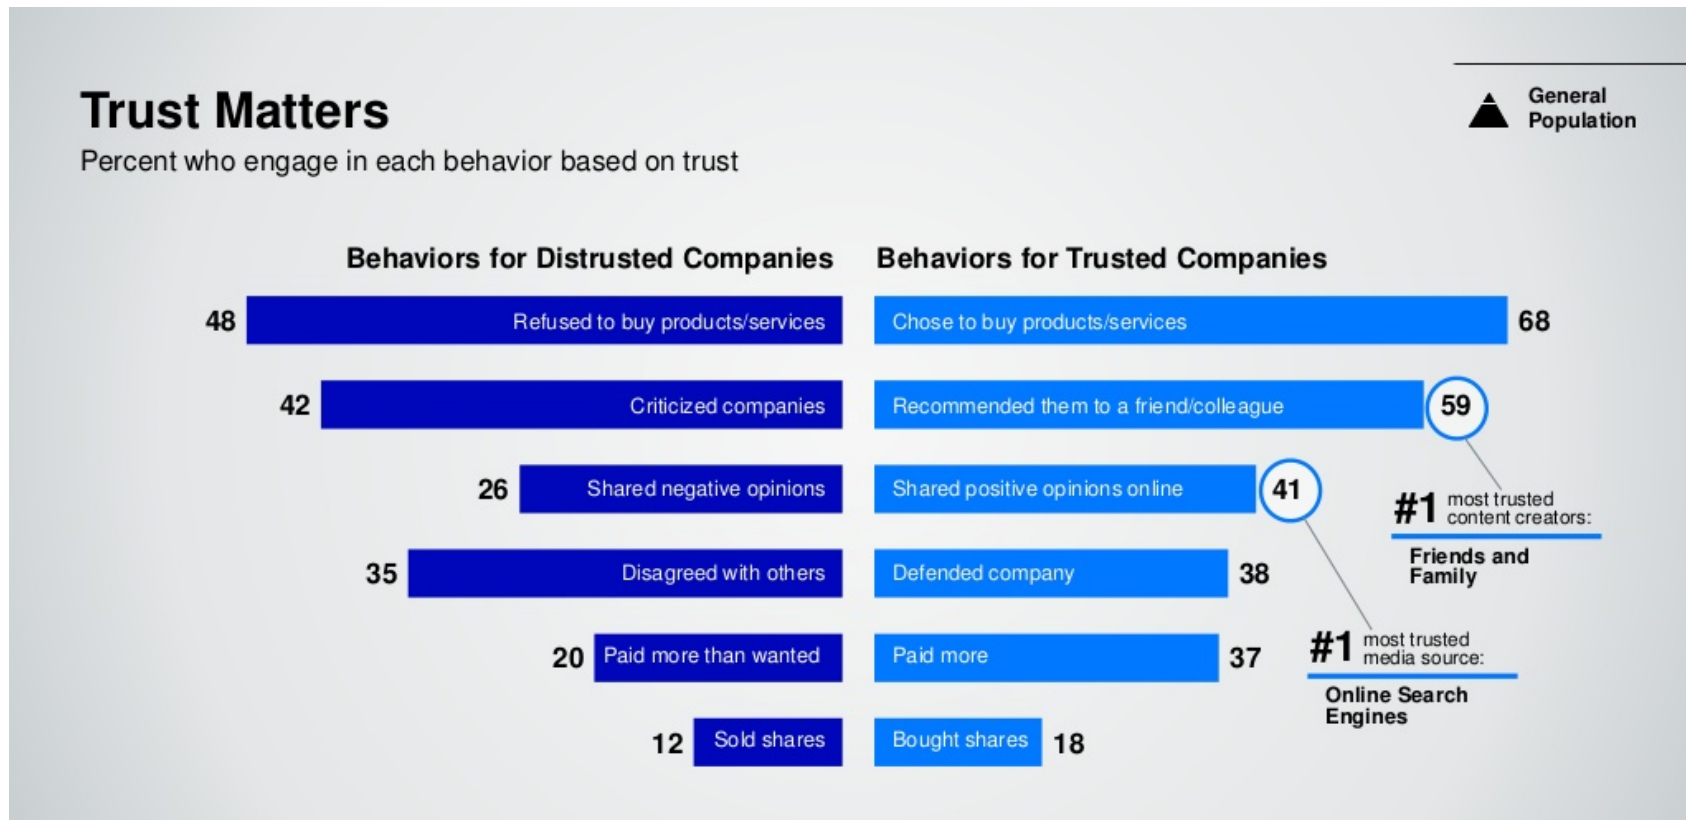 Trust Matters
Percent who engage in each behavior based on trust
General
Population
Behaviors for Distrusted Companies
Behaviors for Trusted Companies
48 Refused to buy products/services
Chose to buy products/services 68
42 Criticized companies
Recommended them to a friend/colleague 59
26 Shared negative opinions
Shared positive opinions online 41
#1 most trusted
content creators:
Friends and
Family
35 Disagreed with others
Defended company 38
20 Paid more than wanted
Paid more 37
#1 most trusted
media source:
Online Search
Engines
12 Sold shares
Bought shares 18